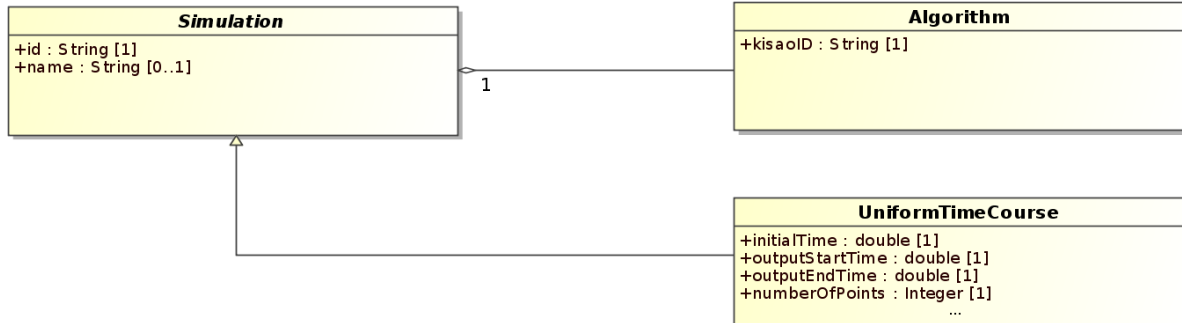 Simulation
+id : String [1]
+name : String [0..1]
1
Algorithm
+kisaoID : String [1]
UniformTimeCourse
+initialTime : double [1]
+outputStartTime : double [1]
+outputEndTime : double [1]
+numberOfPoints : Integer [1]
...